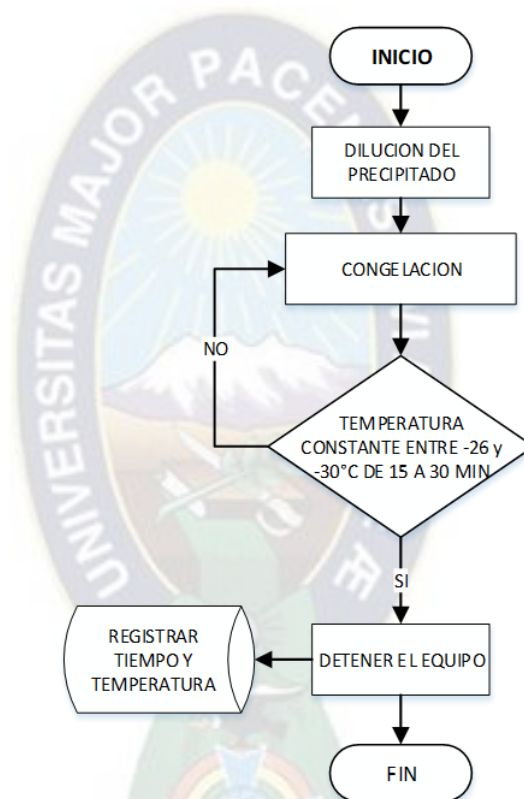 INICIO
DILUCION DEL
PRECIPITADO
CONGELACION
NO
TEMPERATURA
CONSTANTE ENTRE -26 y
-30°C DE 15 A 30 MIN
SI
REGISTRAR
TIEMPO Y
TEMPERATURA
DETENER EL EQUIPO
FIN
UNIVERSITAS MAJOR PACEN